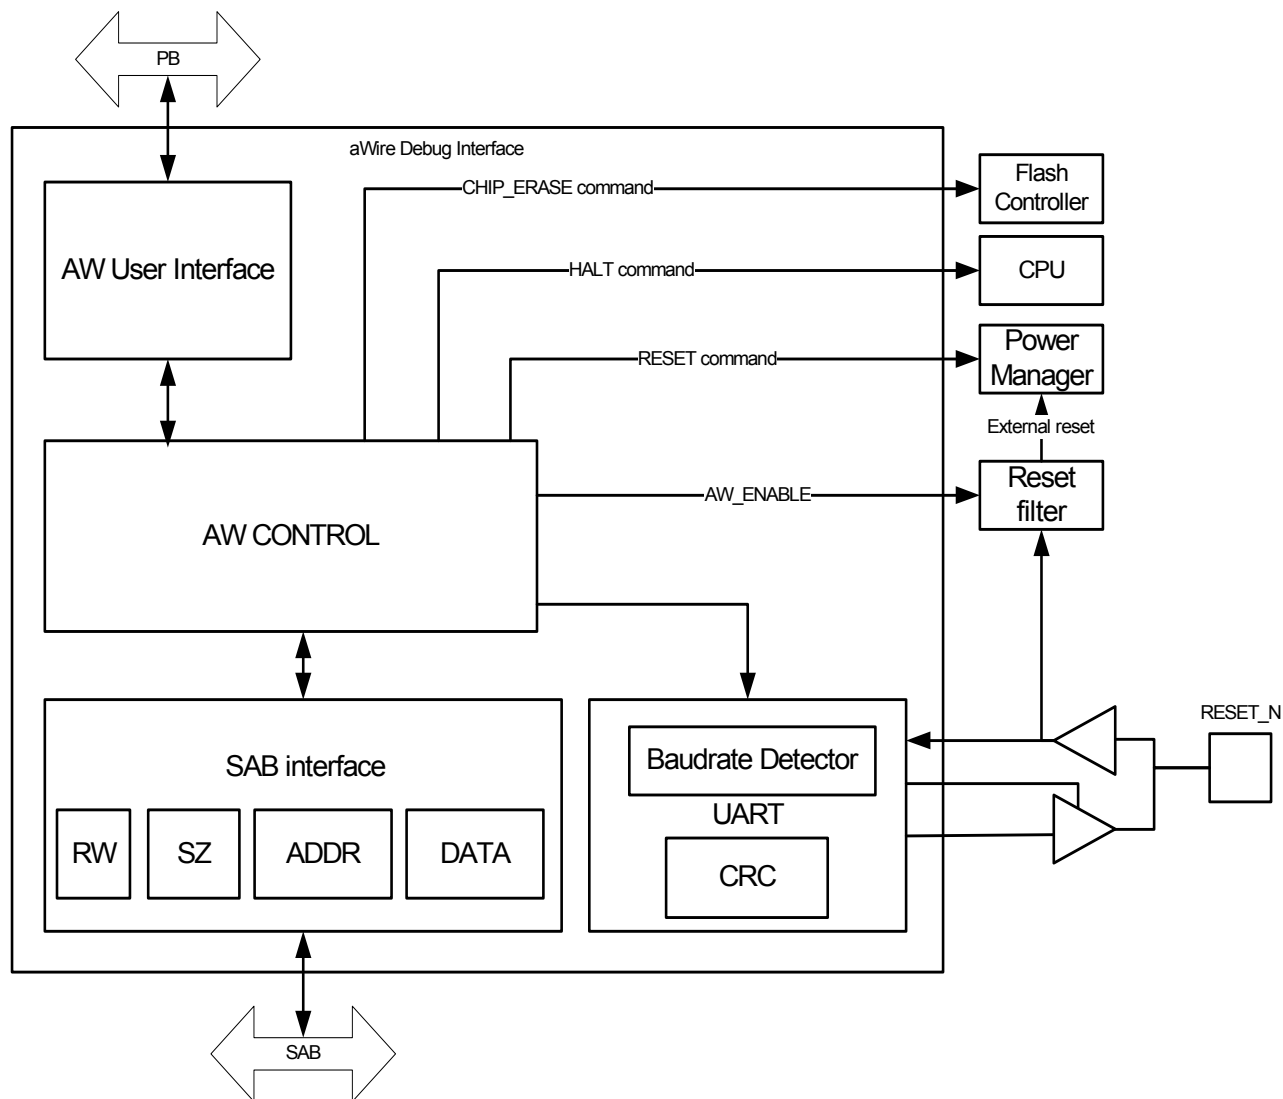 PB
aWire Debug Interface
CHIP_ERASE command
Flash
Controller
AW User Interface
HALT command
CPU
RESET command
Power
Manager
External reset
AW CONTROL
AW_ENABLE
Reset
filter
SAB interface
RW
SZ
ADDR
DATA
Baudrate Detector
UART
CRC
RESET_N
SAB